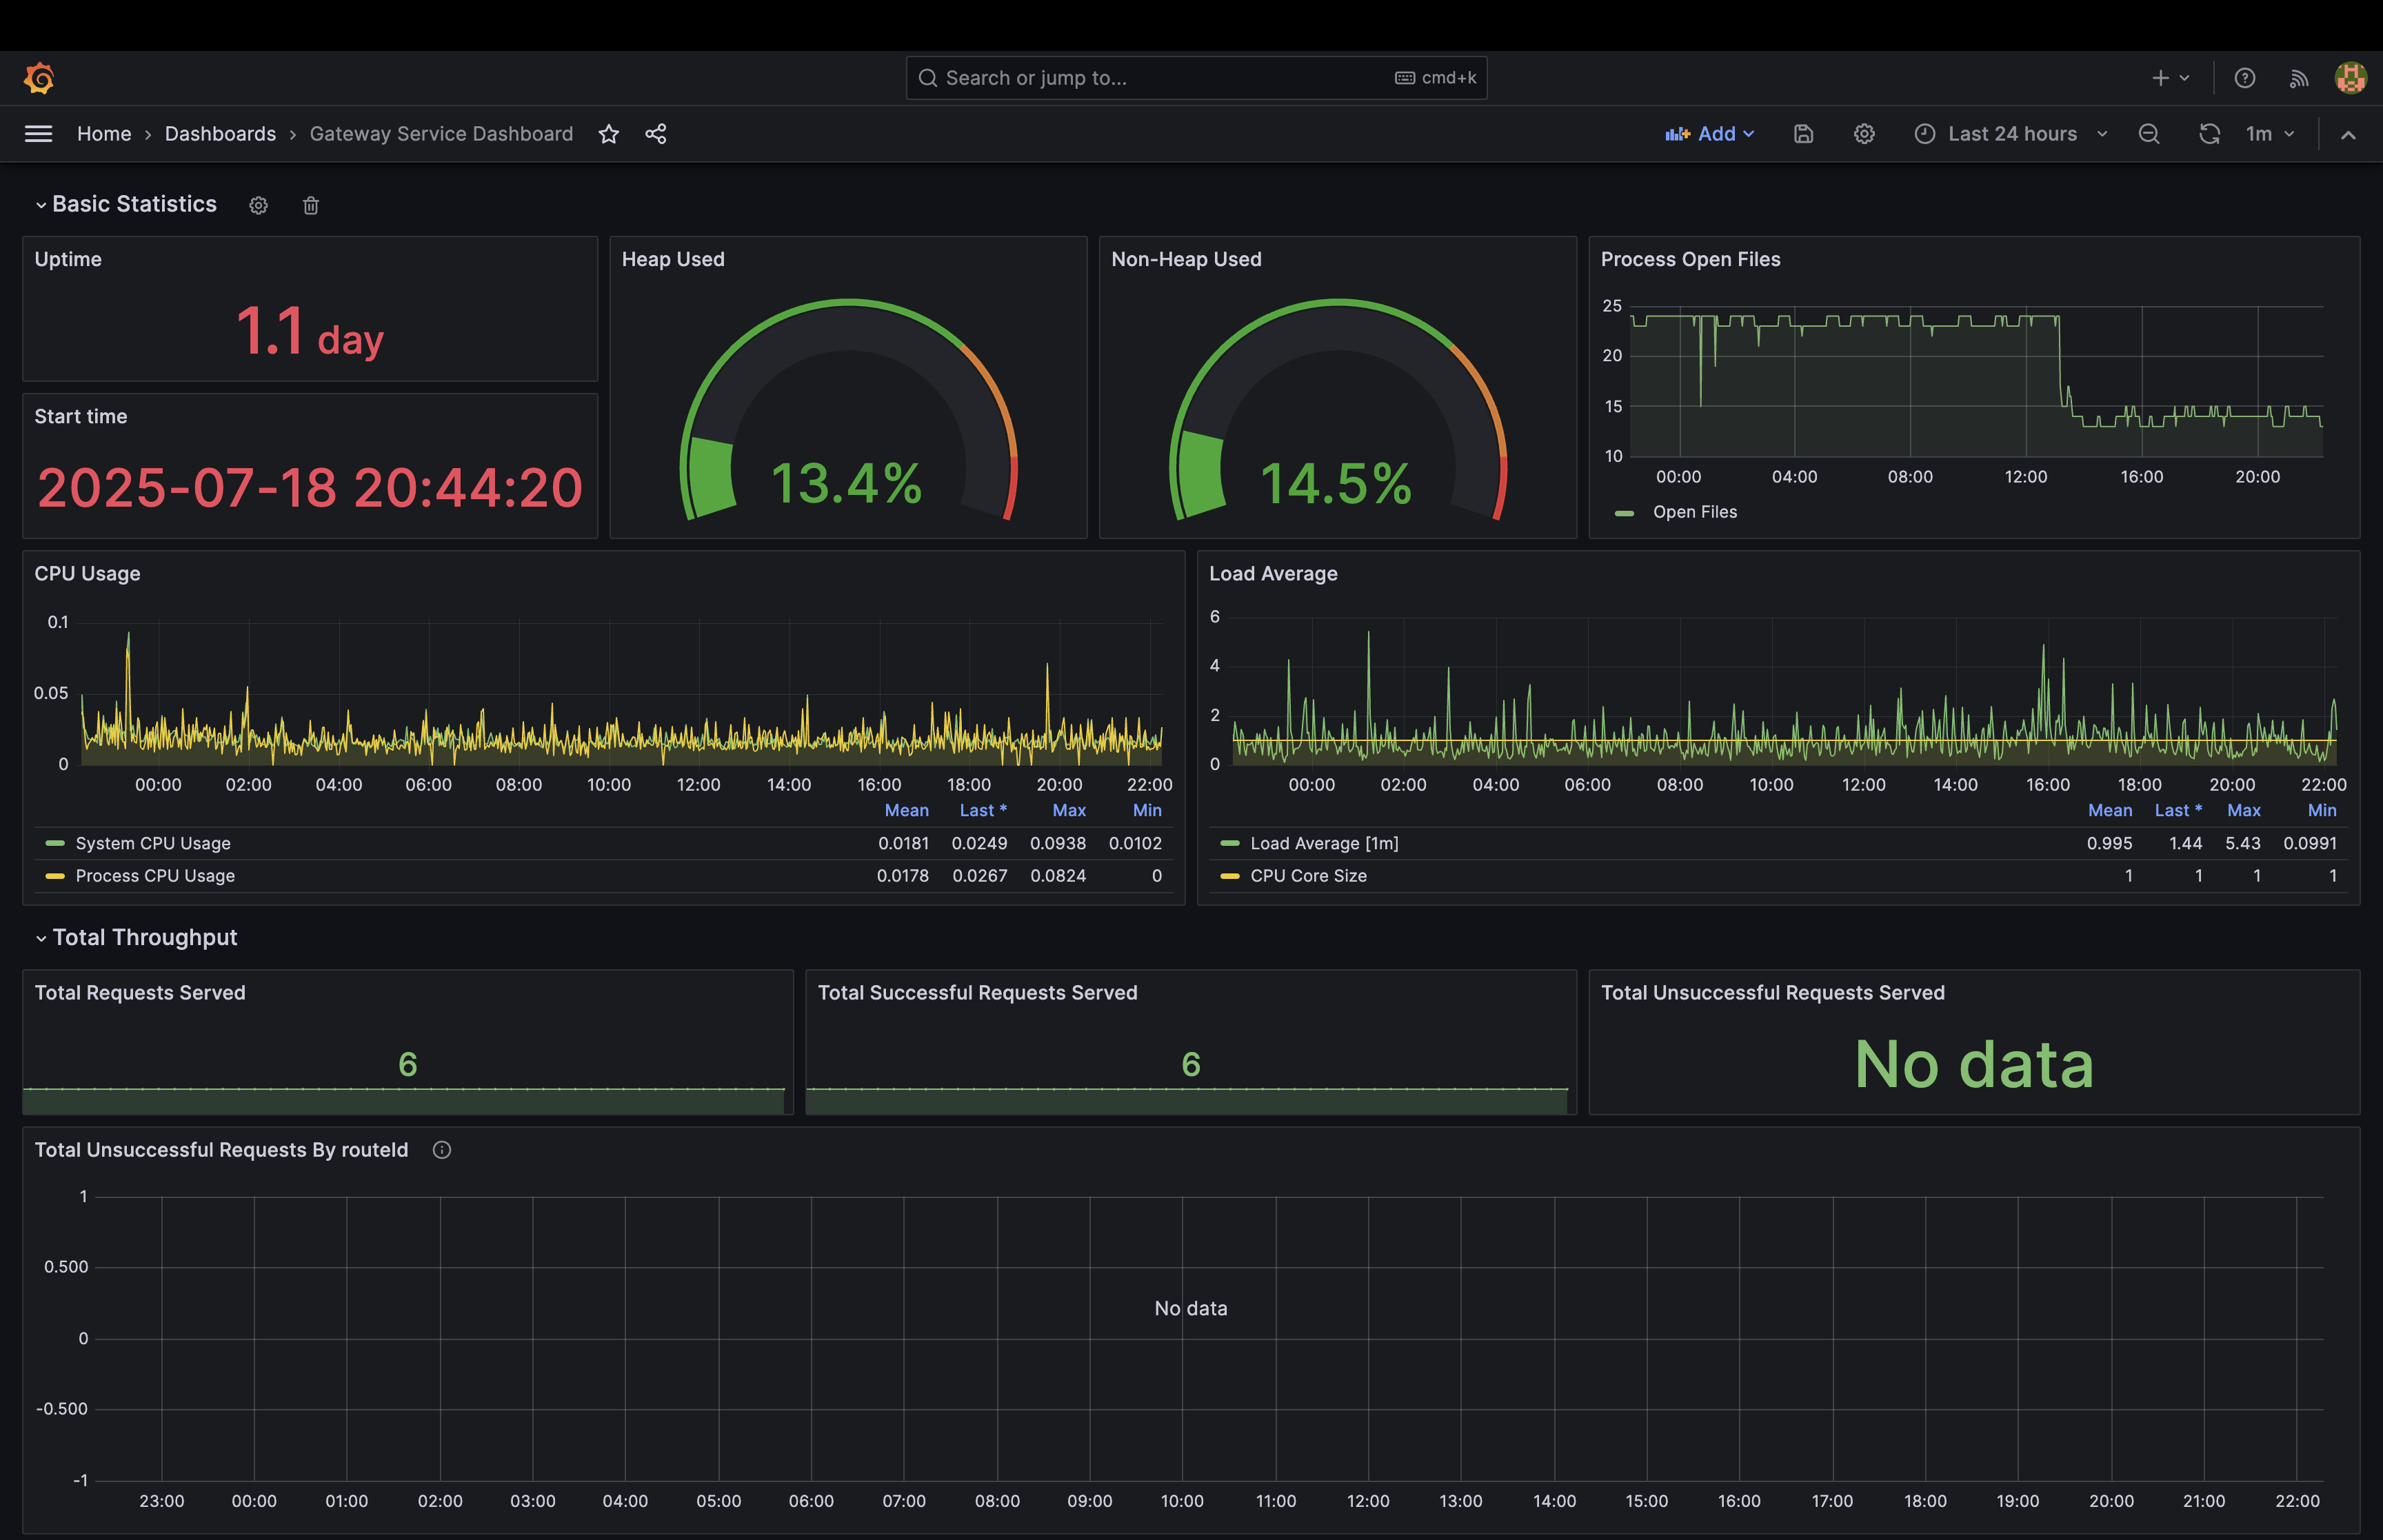 Search or jump to... cmd+k
Home › Dashboards › Gateway Service Dashboard
Add
Last 24 hours
1m
Basic Statistics
Uptime
1.1 day
Start time
2025-07-18 20:44:20
Heap Used
13.4%
Non-Heap Used
14.5%
Process Open Files
25
20
15
10
00:00 04:00 08:00 12:00 16:00 20:00
Open Files
CPU Usage
0.1
0.05
0
00:00 02:00 04:00 06:00 08:00 10:00 12:00 14:00 16:00 18:00 20:00 22:00
Mean Last * Max Min
System CPU Usage 0.0181 0.0249 0.0938 0.0102
Process CPU Usage 0.0178 0.0267 0.0824 0
Load Average
6
4
2
0
00:00 02:00 04:00 06:00 08:00 10:00 12:00 14:00 16:00 18:00 20:00 22:00
Mean Last * Max Min
Load Average [1m] 0.995 1.44 5.43 0.0991
CPU Core Size 1 1 1 1
Total Throughput
Total Requests Served
6
Total Successful Requests Served
6
Total Unsuccessful Requests Served
No data
Total Unsuccessful Requests By routeId
1
0.500
0
-0.500
-1
No data
23:00 00:00 01:00 02:00 03:00 04:00 05:00 06:00 07:00 08:00 09:00 10:00 11:00 12:00 13:00 14:00 15:00 16:00 17:00 18:00 19:00 20:00 21:00 22:00